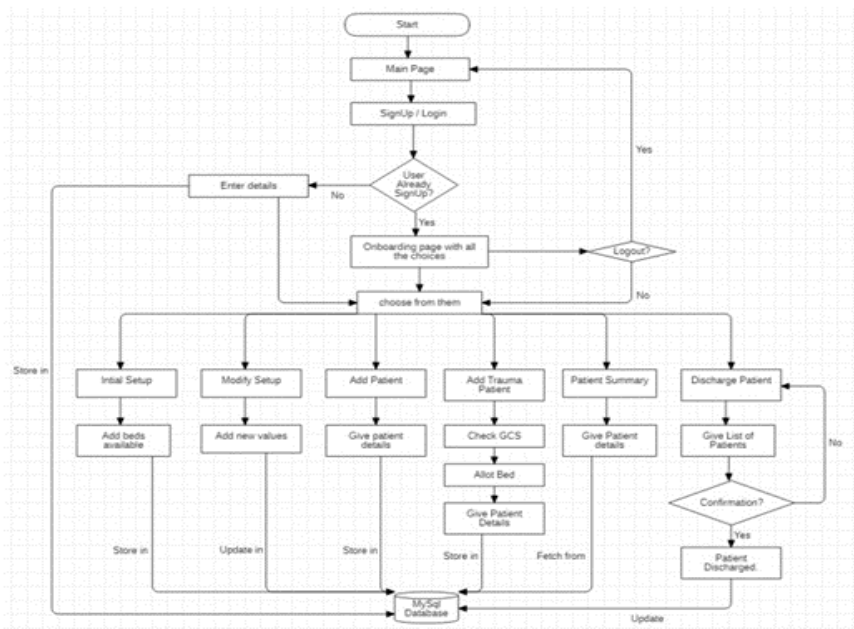 Start
Main Page
SignUp / Login
Yes
User
Already
SignUp?
Enter details
No
Yes
Onboarding page with all
the choices
Logout?
No
choose from them
Store in
Intial Setup
Modify Setup
Add Patient
Add Trauma
Patient
Patient Summary
Discharge Patient
Add beds
available
Add new values
Give patient
details
Check GCS
Give Patient
details
Give List of
Patients
No
Allot Bed
Confirmation?
Give Patient
Details
Yes
Store in
Update in
Store in
Store in
Fetch from
Patient
Discharged.
MySql
Database
Update